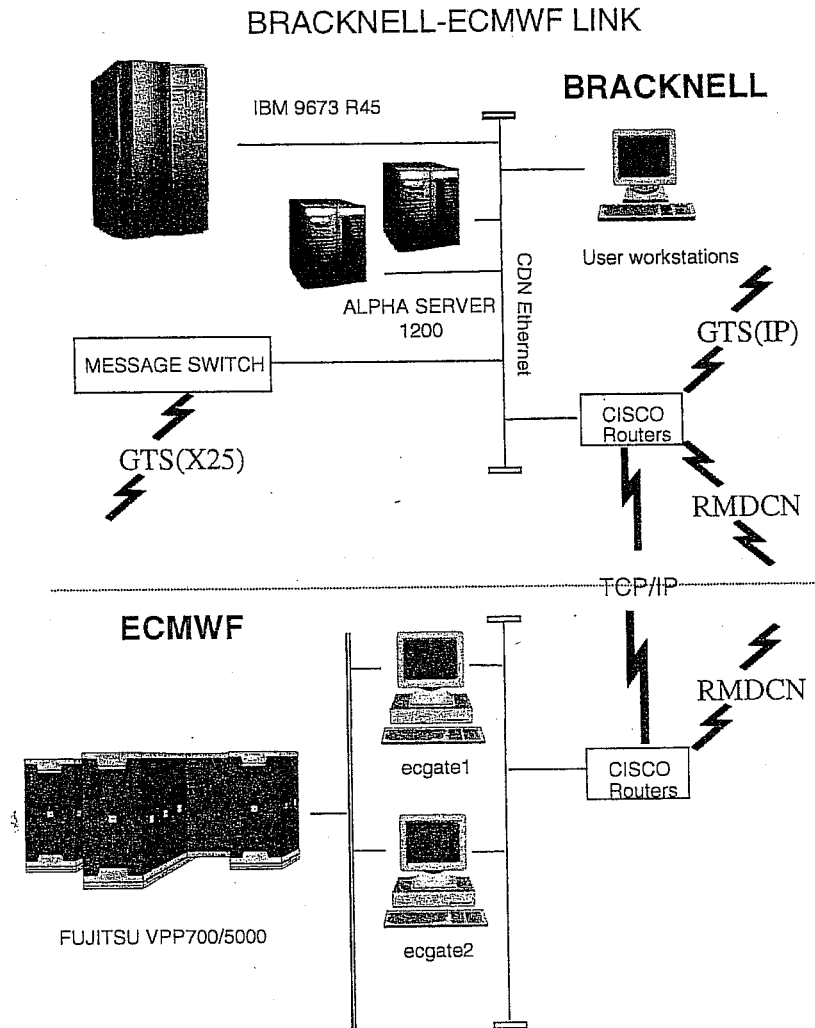 BRACKNELL-ECMWF LINK
BRACKNELL
IBM 9673 R45
User workstations
CDN Ethernet
ALPHA SERVER
1200
GTS(IP)
MESSAGE SWITCH
CISCO
Routers
GTS(X25)
RMDCN
TCP/IP
ECMWF
RMDCN
ecgate1
CISCO
Routers
FUJITSU VPP700/5000
ecgate2